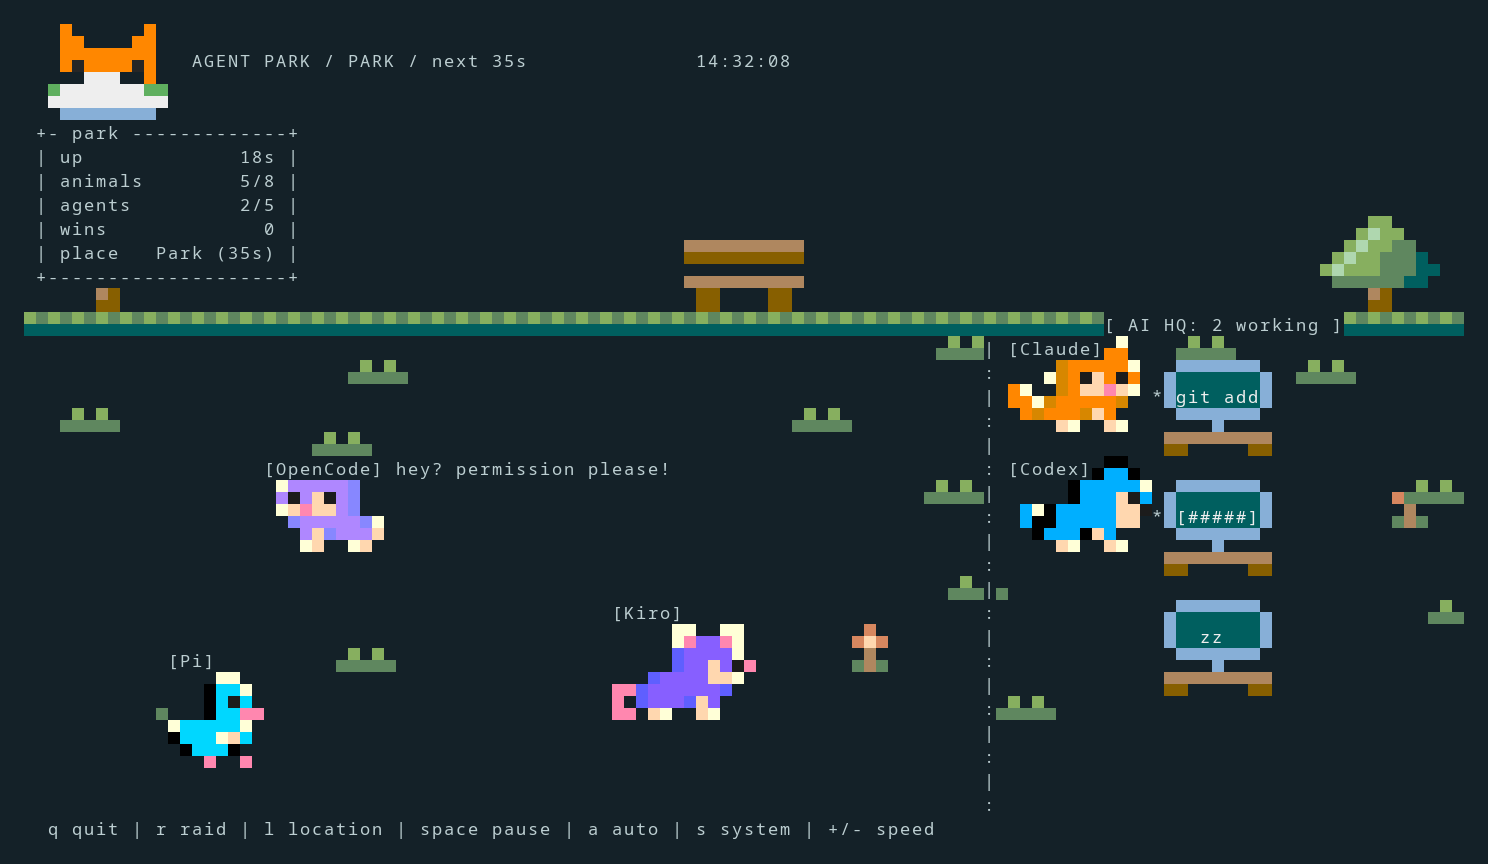 AGENT PARK / PARK / next 35s 14:32:08
+- park -------------+
| up 18s |
| animals 5/8 |
| agents 2/5 |
| wins 0 |
| place Park (35s) |
+--------------------+
[ AI HQ: 2 working ]
[Claude]
* git add
[OpenCode] hey? permission please!
[Codex]
* [#####]
[Kiro]
zz
[Pi]
q quit | r raid | l location | space pause | a auto | s system | +/- speed